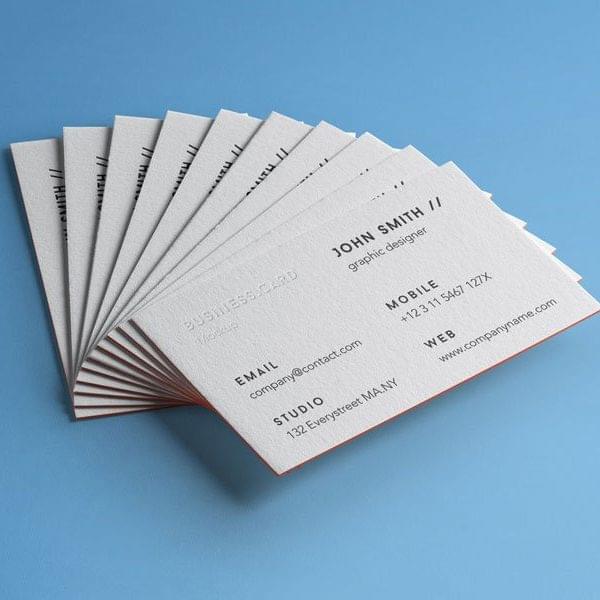 JOHN SMITH //
graphic designer
BUSINESS.CARD
Mockup
MOBILE
+12 3 11 5467 127X
EMAIL
company@contact.com
WEB
www.companyname.com
STUDIO
132 Everystreet MA.NY